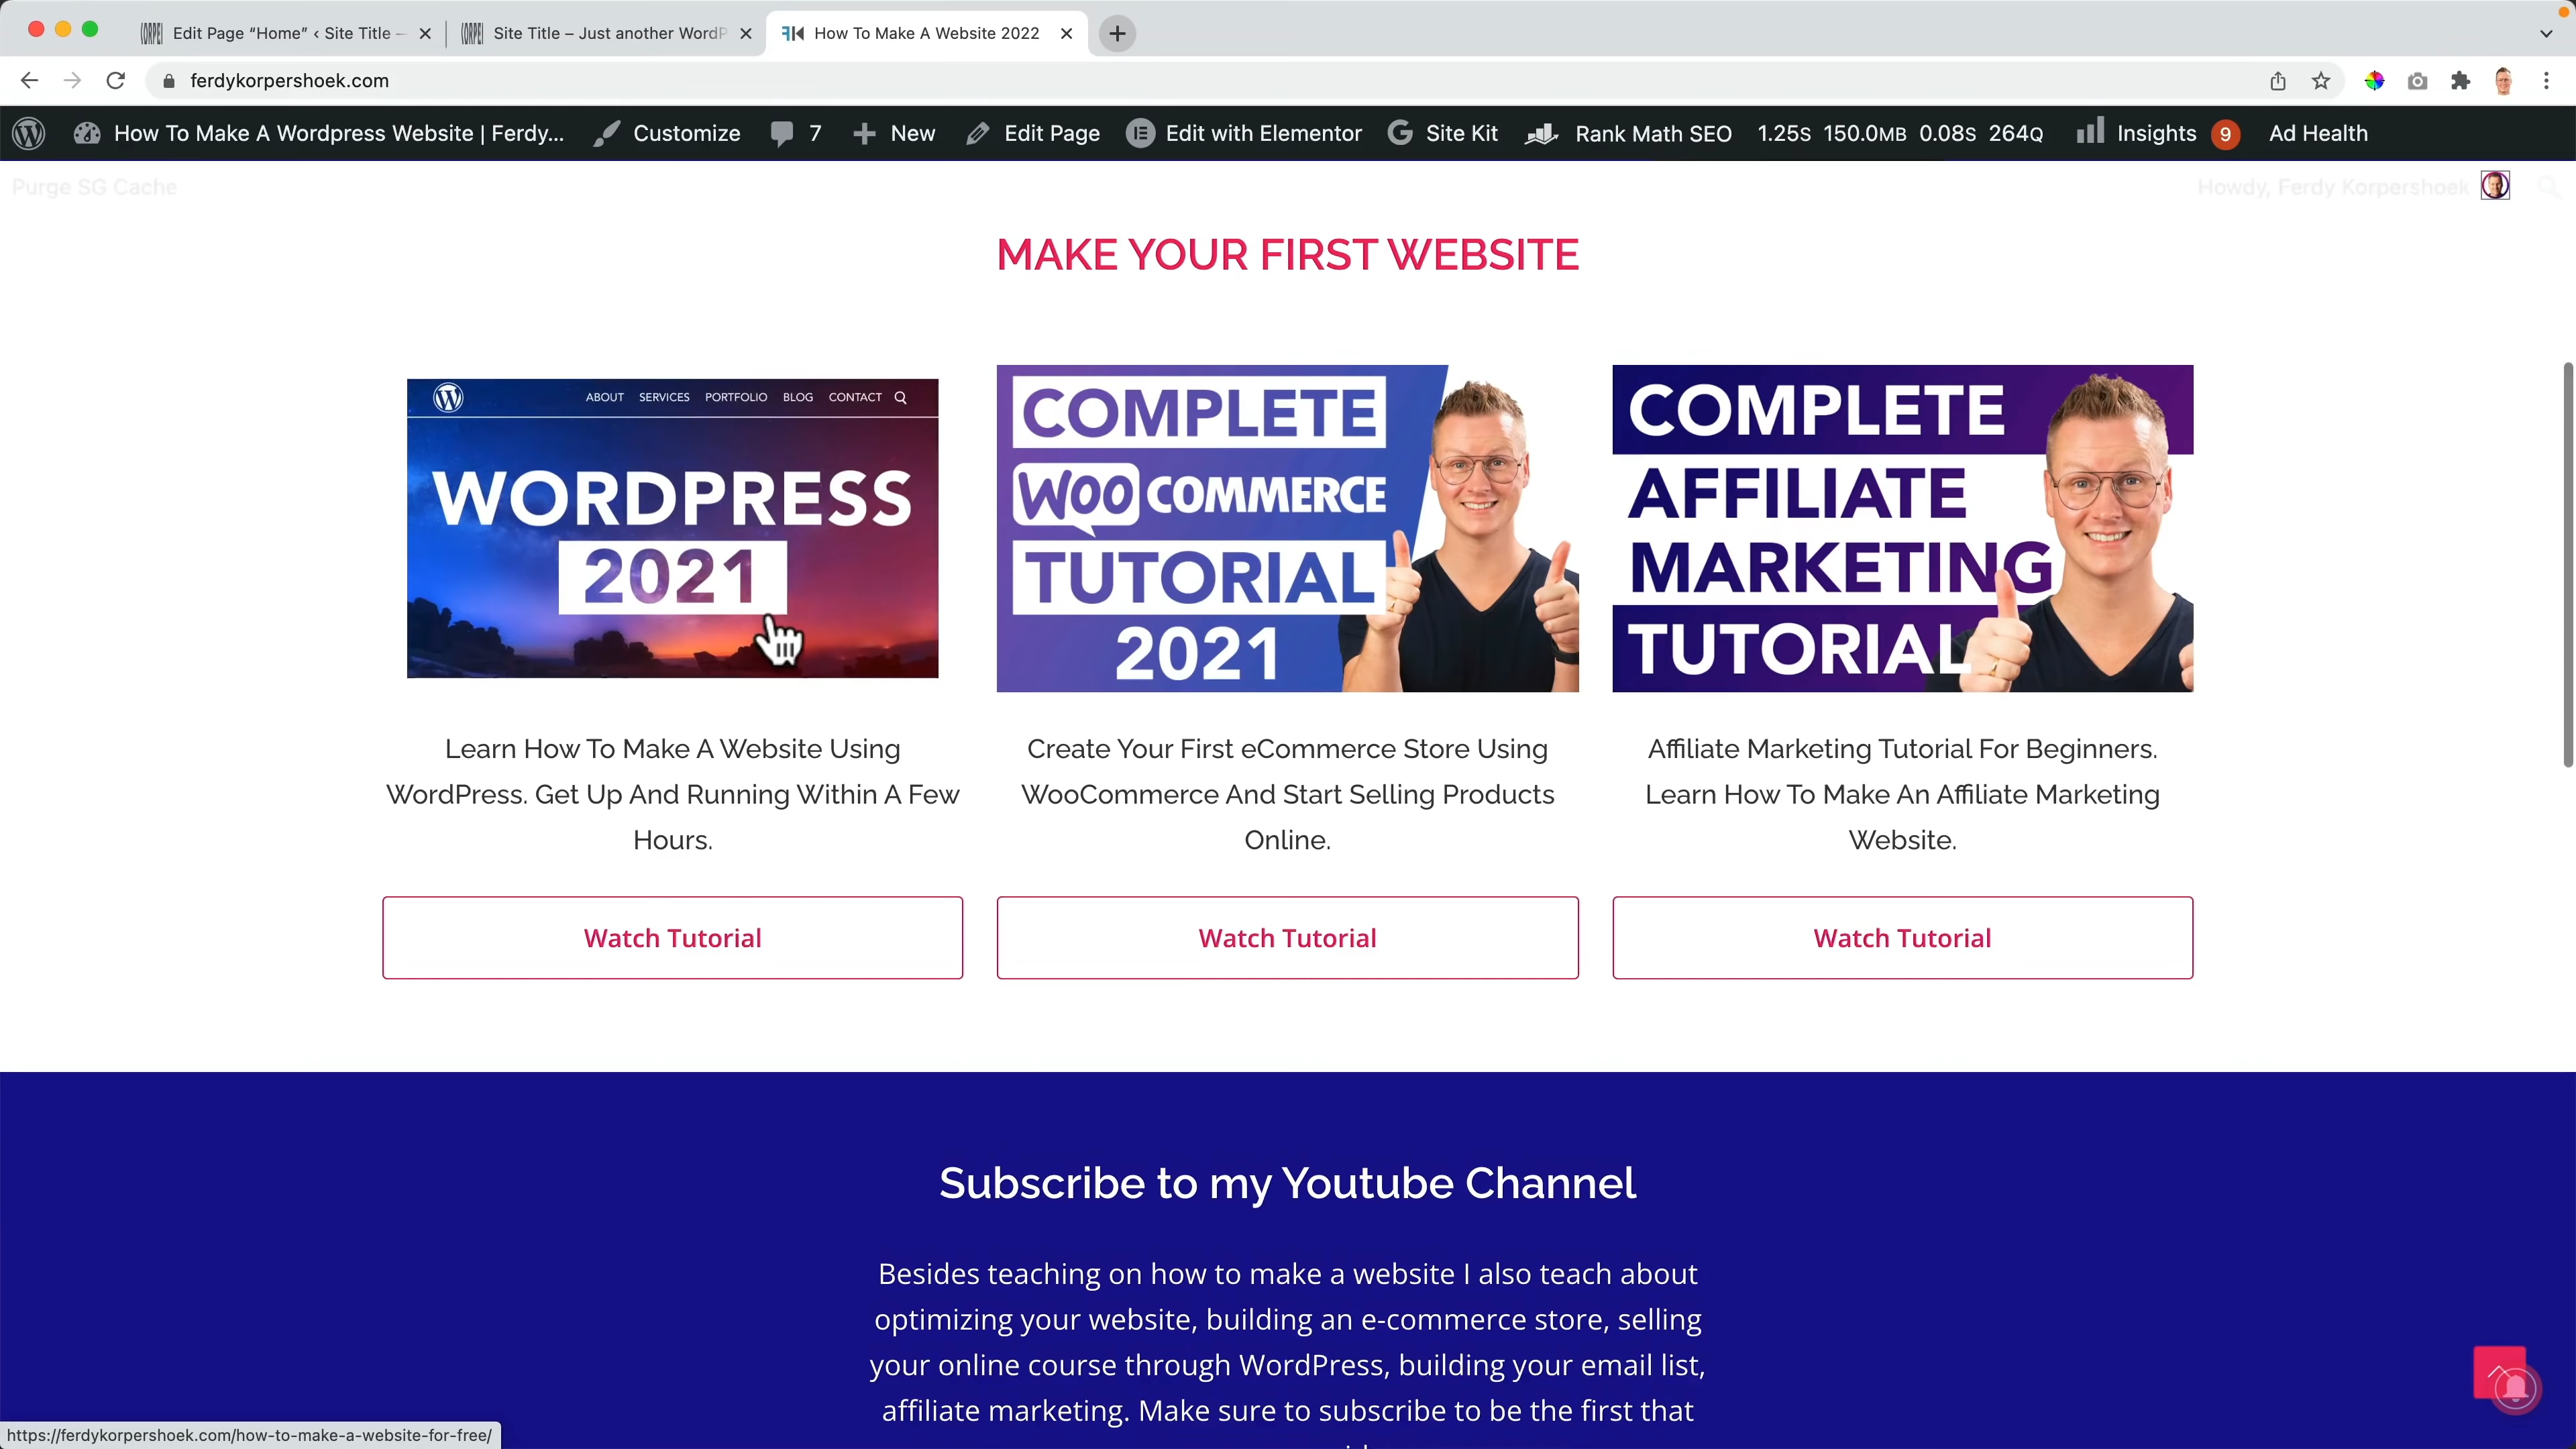 Edit Page “Home” ‹ Site Title —
Site Title – Just another WordP
How To Make A Website 2022
ferdykorpershoek.com
How To Make A Wordpress Website | Ferdy...
Customize
7
New
Edit Page
Edit with Elementor
Site Kit
Rank Math SEO
1.25S 150.0MB 0.08S 264Q
Insights 9
Ad Health
Purge SG Cache
Howdy, Ferdy Korpershoek
MAKE YOUR FIRST WEBSITE
ABOUT SERVICES PORTFOLIO BLOG CONTACT
WORDPRESS
2021
COMPLETE
WOO COMMERCE
TUTORIAL
2021
COMPLETE
AFFILIATE
MARKETING
TUTORIAL
Learn How To Make A Website Using
WordPress. Get Up And Running Within A Few
Hours.
Create Your First eCommerce Store Using
WooCommerce And Start Selling Products
Online.
Affiliate Marketing Tutorial For Beginners.
Learn How To Make An Affiliate Marketing
Website.
Watch Tutorial
Watch Tutorial
Watch Tutorial
Subscribe to my Youtube Channel
Besides teaching on how to make a website I also teach about
optimizing your website, building an e-commerce store, selling
your online course through WordPress, building your email list,
affiliate marketing. Make sure to subscribe to be the first that
https://ferdykorpershoek.com/how-to-make-a-website-for-free/